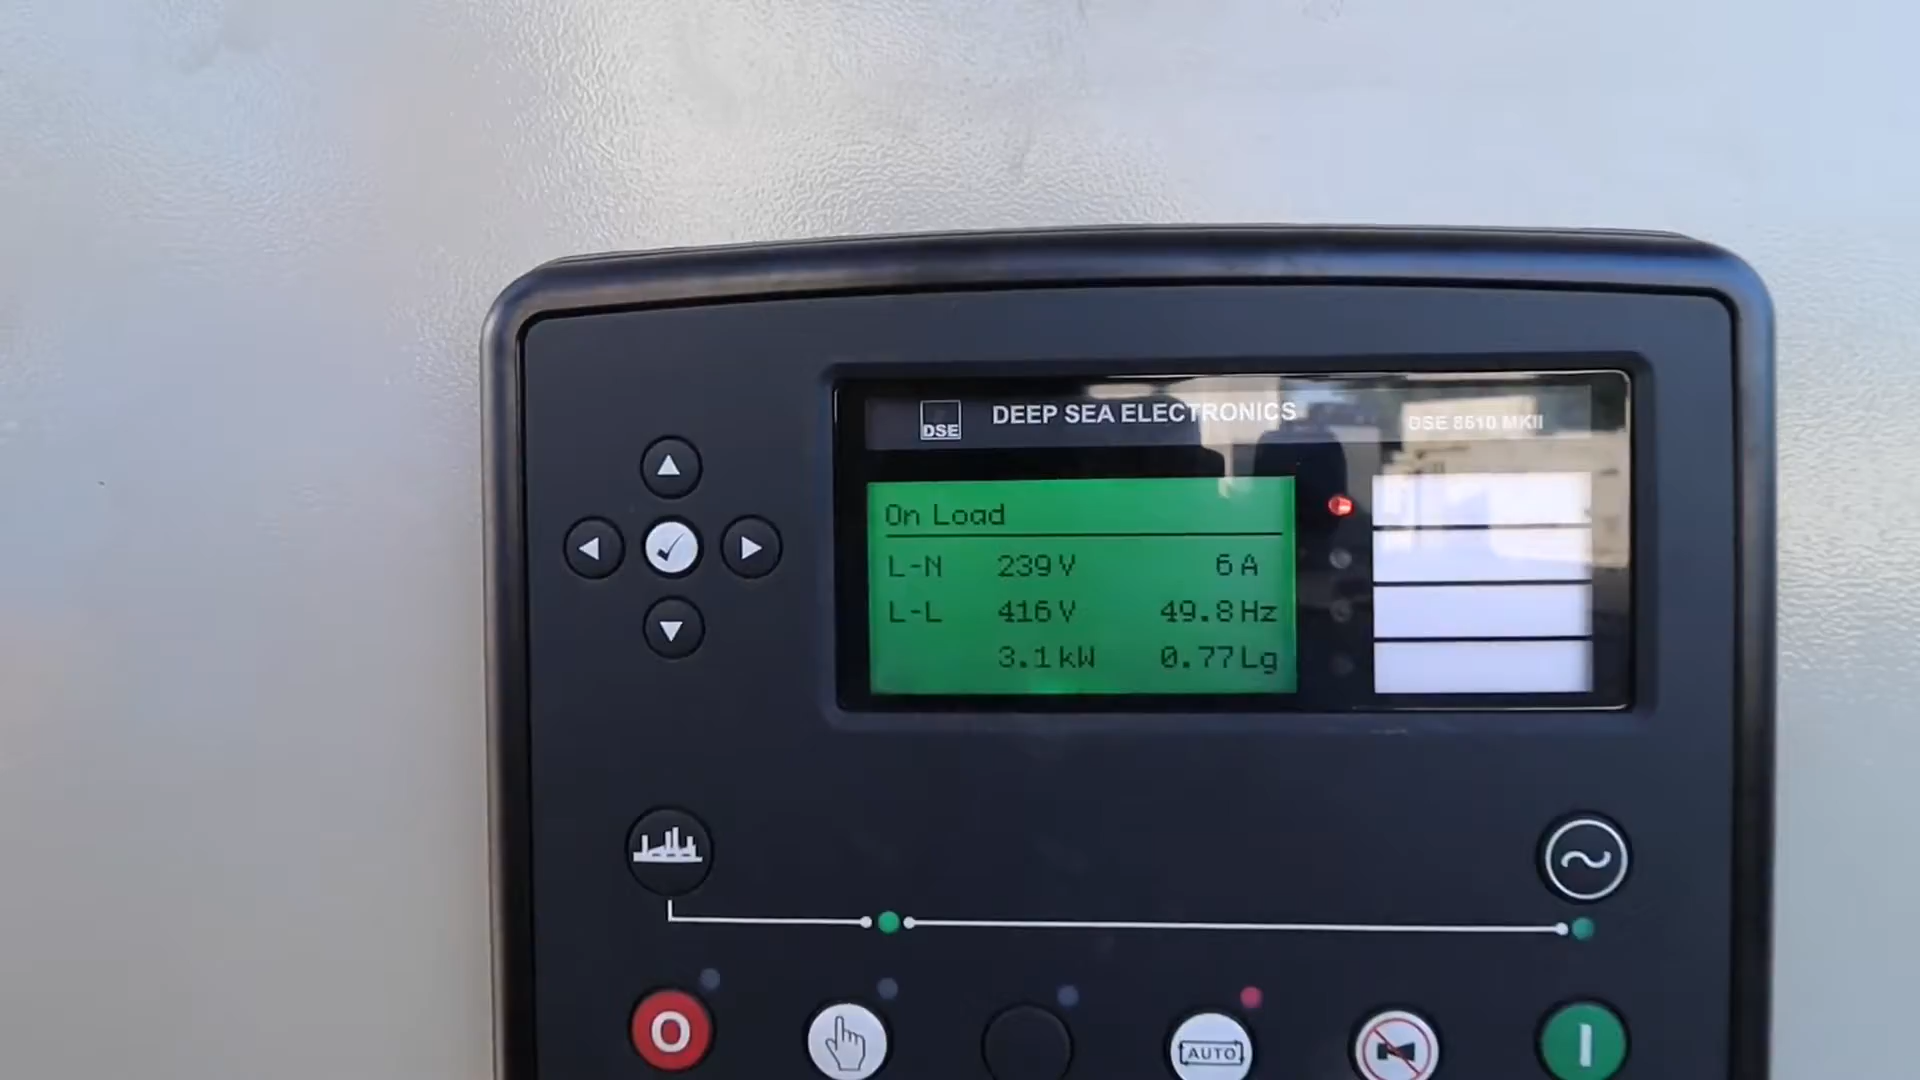 DSE DEEP SEA ELECTRONICS
DSE 8610 MKII
On Load
L-N 239 V 6 A
L-L 416 V 49.8 Hz
3.1 kW 0.77 Lg
O
AUTO
I